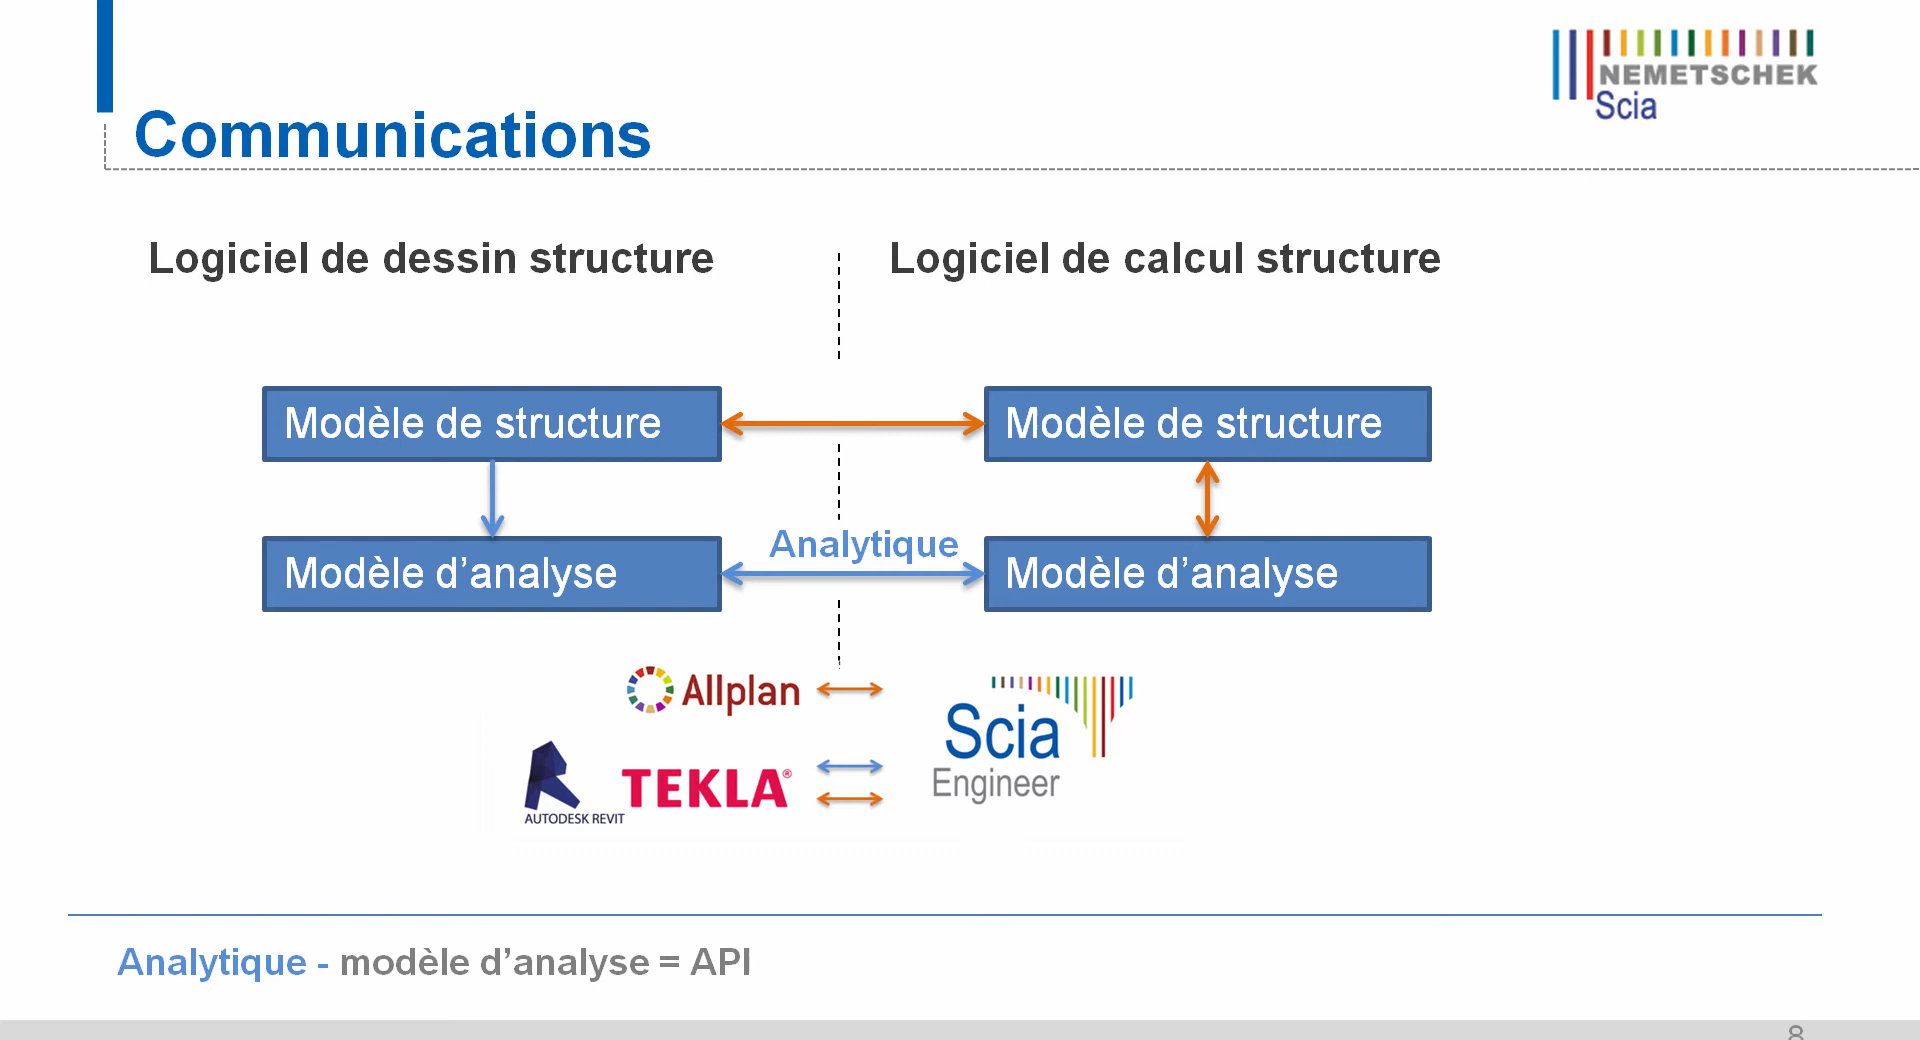 NEMETSCHEK
Scia
Communications
Logiciel de dessin structure
Logiciel de calcul structure
Modèle de structure
Modèle de structure
Analytique
Modèle d’analyse
Modèle d’analyse
Allplan
Scia
Engineer
TEKLA®
AUTODESK REVIT
Analytique - modèle d’analyse = API
8